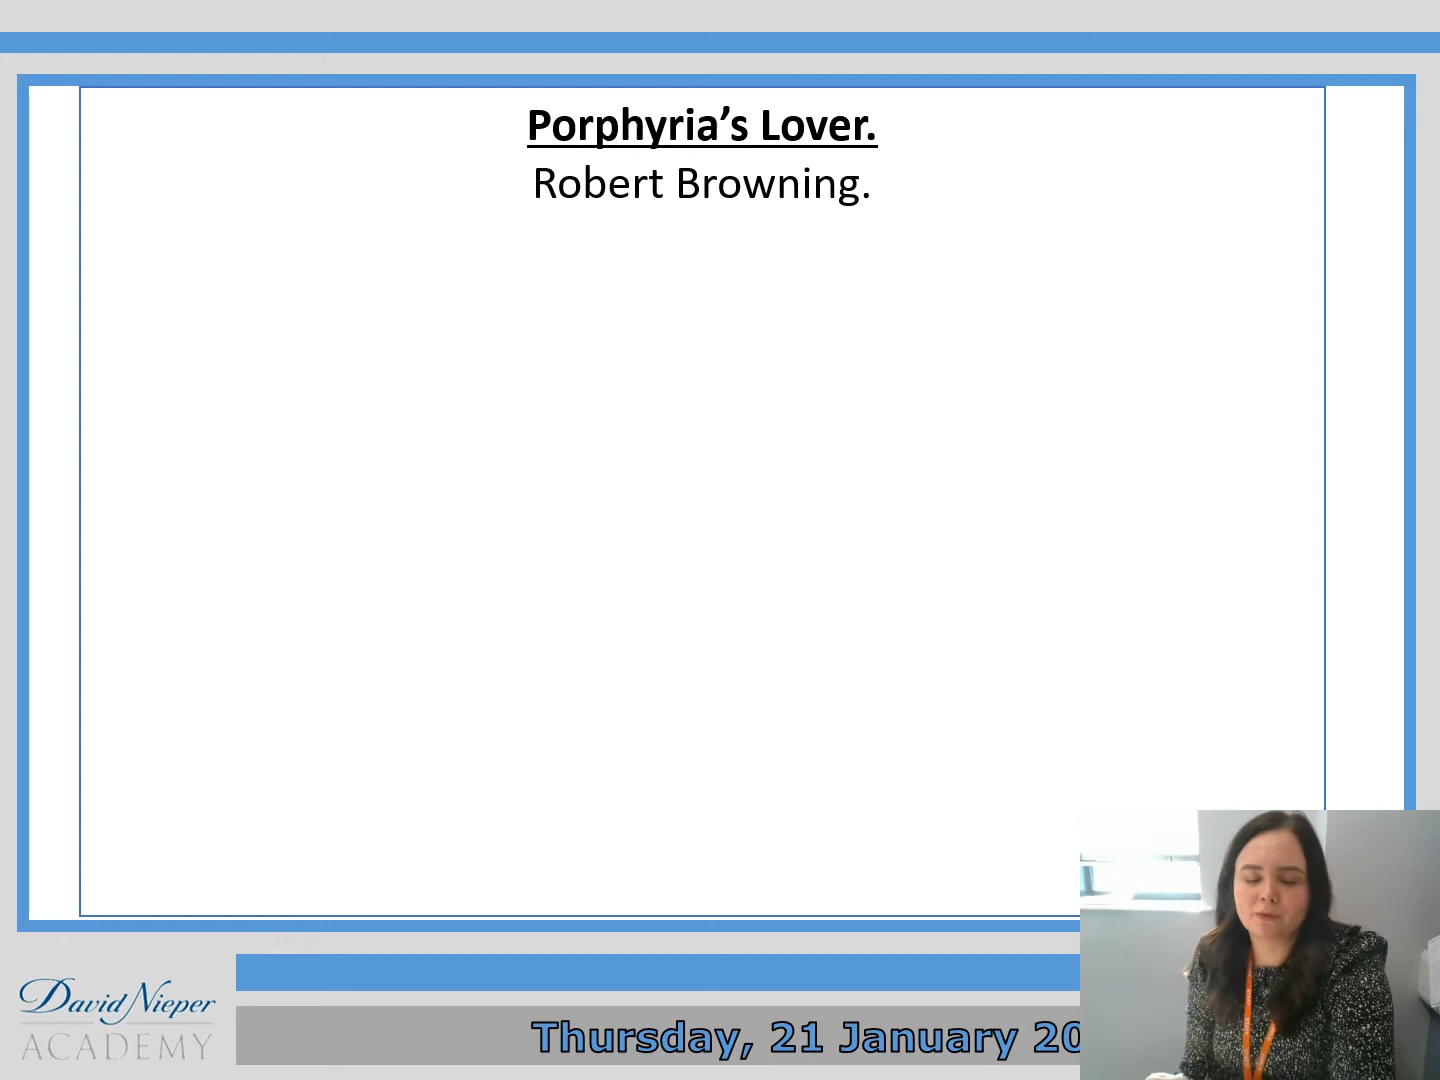 Porphyria’s Lover.
Robert Browning.
David Nieper
ACADEMY
Thursday, 21 January 20